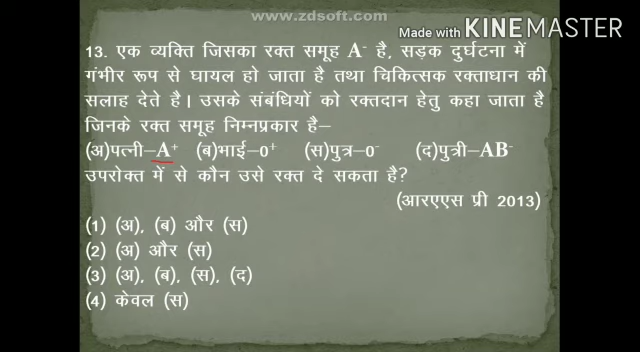 www.zdsoft.com
Made with KINEMASTER
13. एक व्यक्ति जिसका रक्त समूह A- है, सड़क दुर्घटना में
गंभीर रूप से घायल हो जाता है तथा चिकित्सक रक्ताधान की
सलाह देते है। उसके संबंधियों को रक्तदान हेतु कहा जाता है
जिनके रक्त समूह निम्नप्रकार है–
(अ)पत्नी–A+ (ब)भाई–0+ (स)पुत्र–0- (द)पुत्री–AB-
उपरोक्त में से कौन उसे रक्त दे सकता है?
(आरएएस प्री 2013)
(1) (अ), (ब) और (स)
(2) (अ) और (स)
(3) (अ), (ब), (स), (द)
(4) केवल (स)